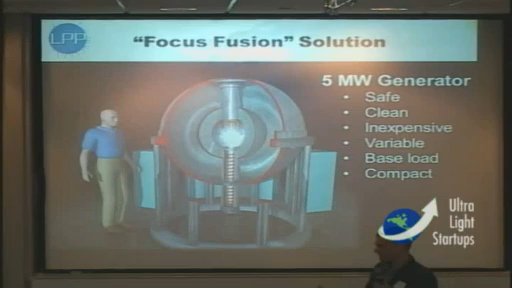 LPP
“Focus Fusion” Solution
5 MW Generator
• Safe
• Clean
• Inexpensive
• Variable
• Base load
• Compact
Ultra
Light
Startups